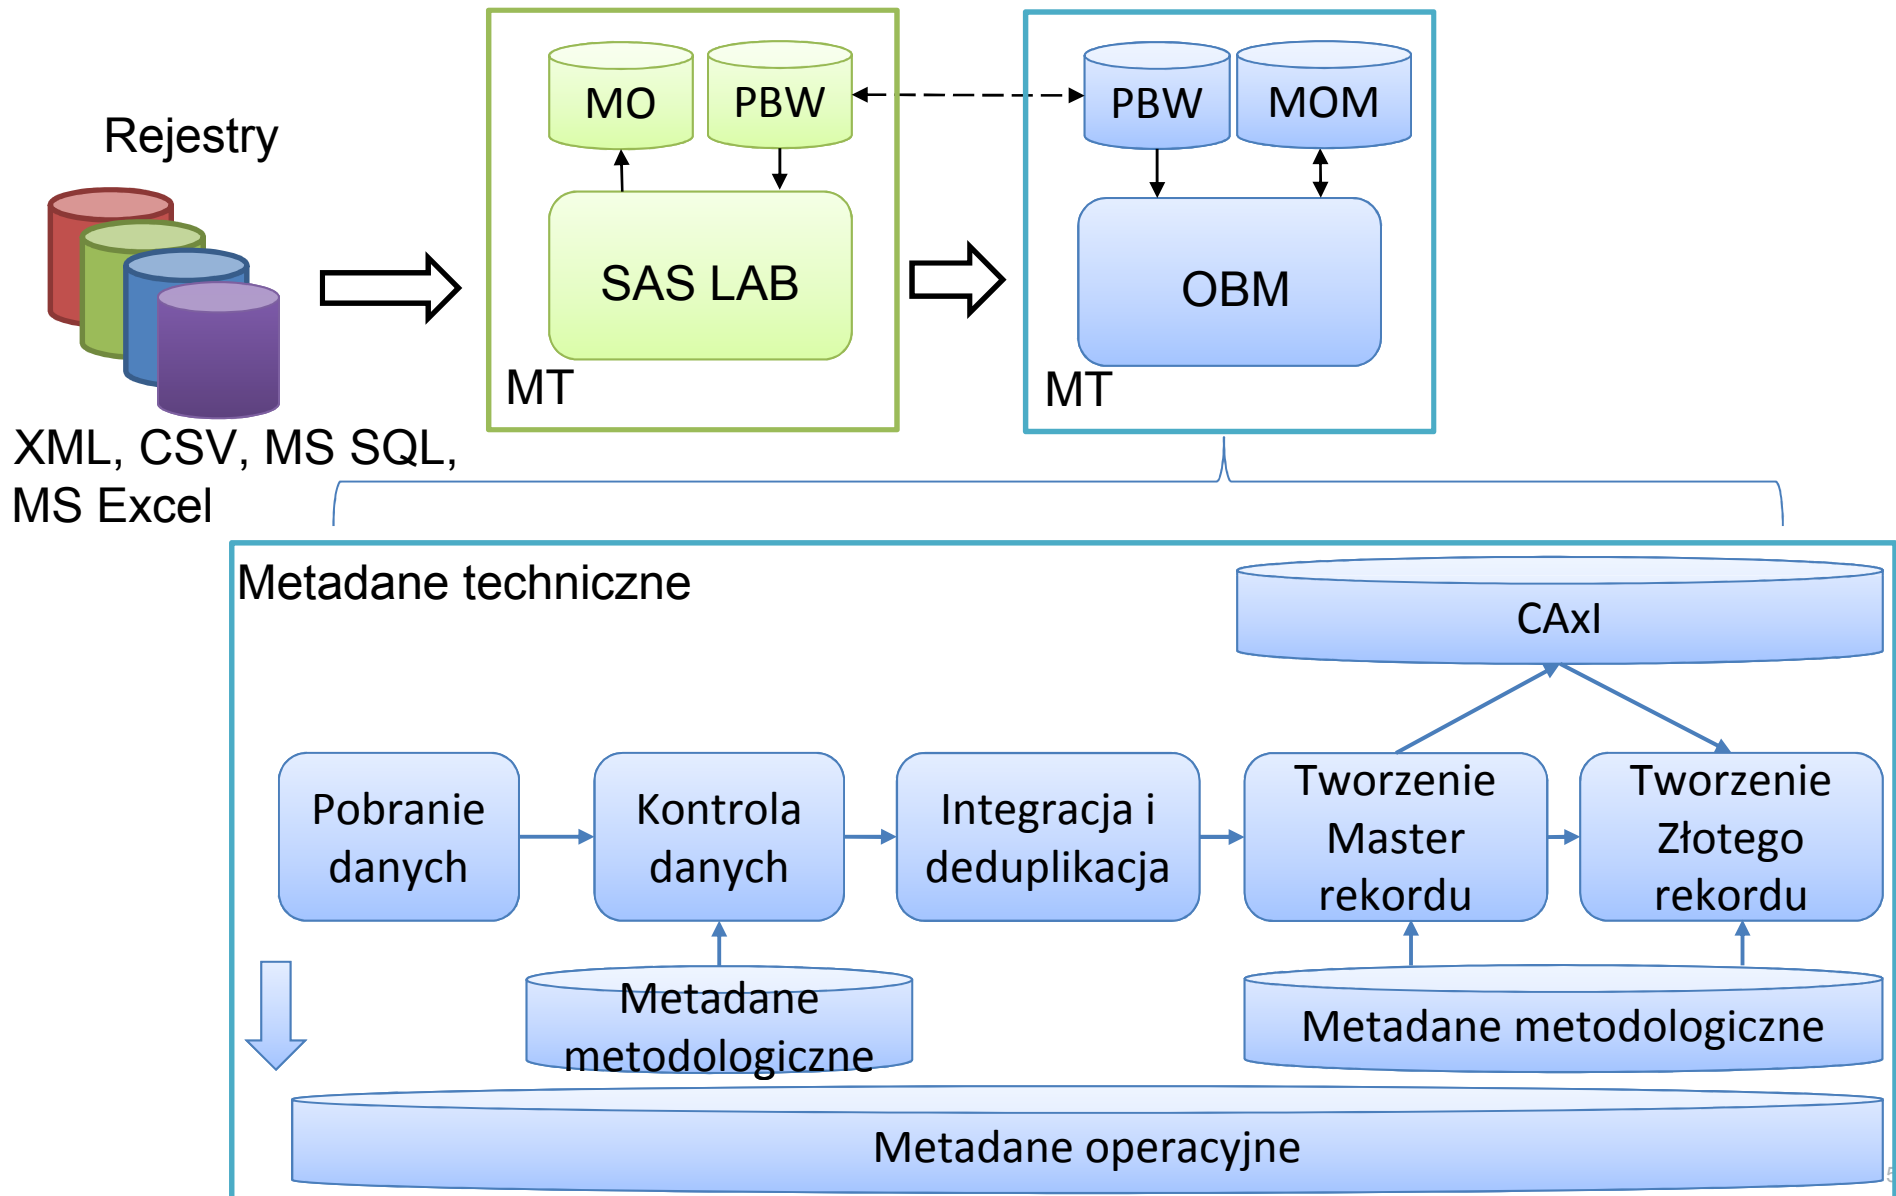 Rejestry
XML, CSV, MS SQL,
MS Excel
MO
PBW
SAS LAB
MT
PBW
MOM
OBM
MT
Metadane techniczne
CAxI
Pobranie
danych
Kontrola
danych
Integracja i
deduplikacja
Tworzenie
Master
rekordu
Tworzenie
Złotego
rekordu
Metadane
metodologiczne
Metadane metodologiczne
Metadane operacyjne
5